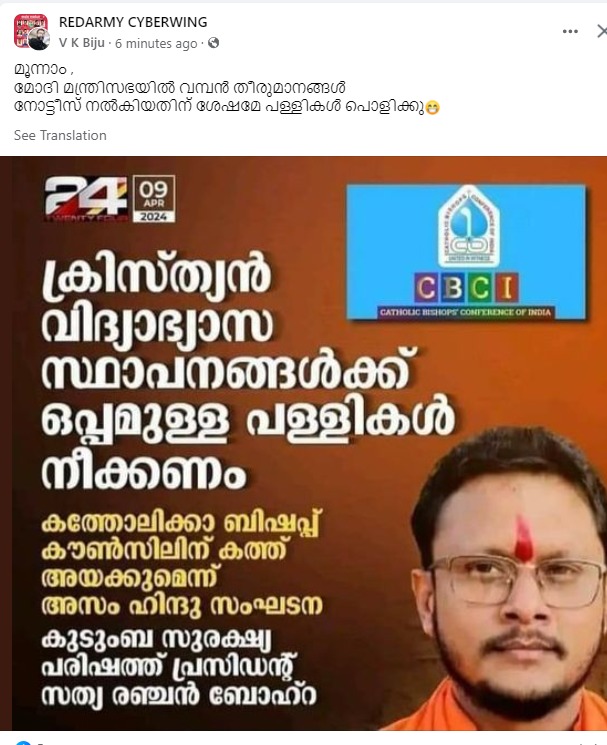 REDARMY CYBERWING
V K Biju · 6 minutes ago ·
മൂന്നാം ,
മോദി മന്ത്രിസഭയിൽ വമ്പൻ തീരുമാനങ്ങൾ
നോട്ടീസ് നൽകിയതിന് ശേഷമേ പള്ളികൾ പൊളിക്കു😁
See Translation
24
TWENTY FOUR
09
APR
2024
CATHOLIC BISHOPS' CONFERENCE OF INDIA
CBCI
CATHOLIC BISHOPS' CONFERENCE OF INDIA
ക്രിസ്ത്യൻ
വിദ്യാഭ്യാസ
സ്ഥാപനങ്ങൾക്ക്
ഒപ്പമുള്ള പള്ളികൾ
നീക്കണം
കത്തോലിക്കാ ബിഷപ്പ്
കൗൺസിലിന് കത്ത്
അയക്കുമെന്ന്
അസം ഹിന്ദു സംഘടന
കുടുംബ സുരക്ഷ്യ
പരിഷത്ത് പ്രസിഡന്റ്
സത്യ രഞ്ചൻ ബോഹ്റ